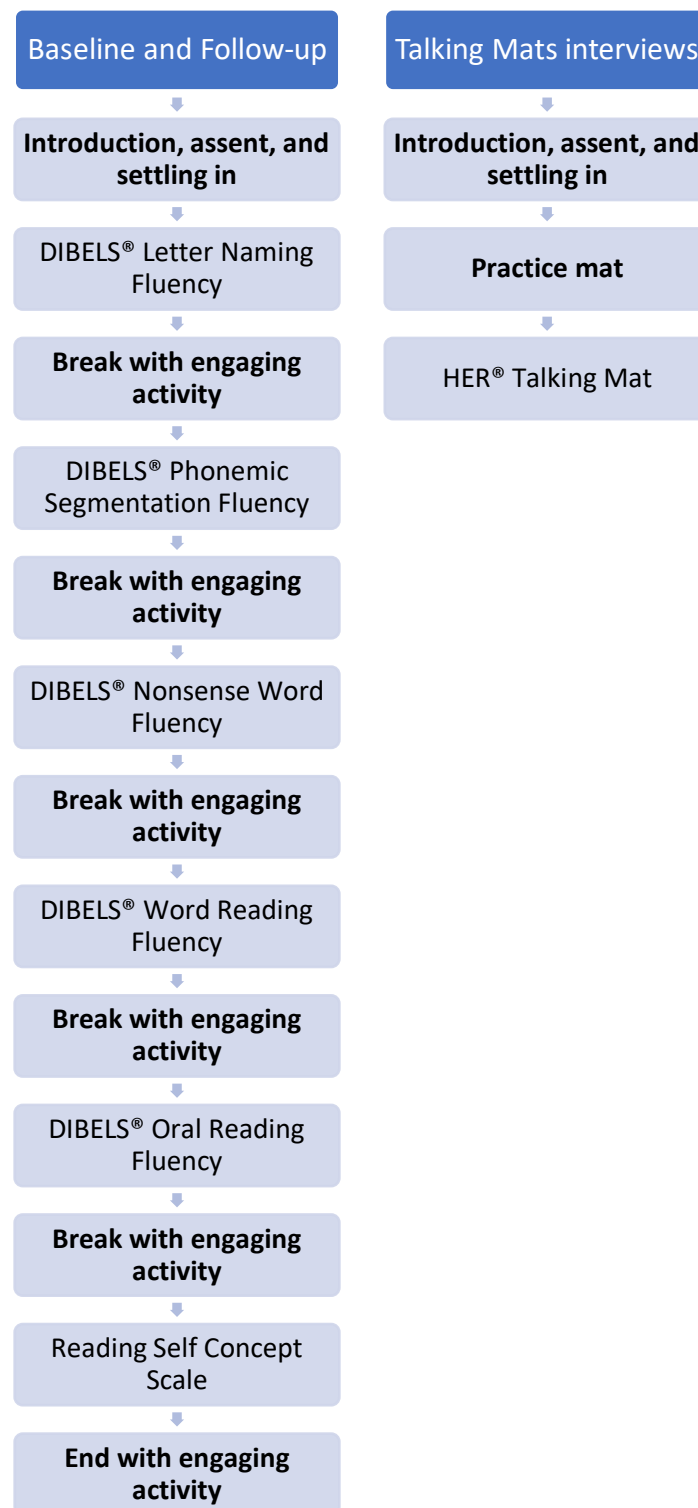 Baseline and Follow-up
Introduction, assent, and
settling in
DIBELS® Letter Naming
Fluency
Break with engaging
activity
DIBELS® Phonemic
Segmentation Fluency
Break with engaging
activity
DIBELS® Nonsense Word
Fluency
Break with engaging
activity
DIBELS® Word Reading
Fluency
Break with engaging
activity
DIBELS® Oral Reading
Fluency
Break with engaging
activity
Reading Self Concept
Scale
End with engaging
activity
Talking Mats interviews
Introduction, assent, and
settling in
Practice mat
HER® Talking Mat